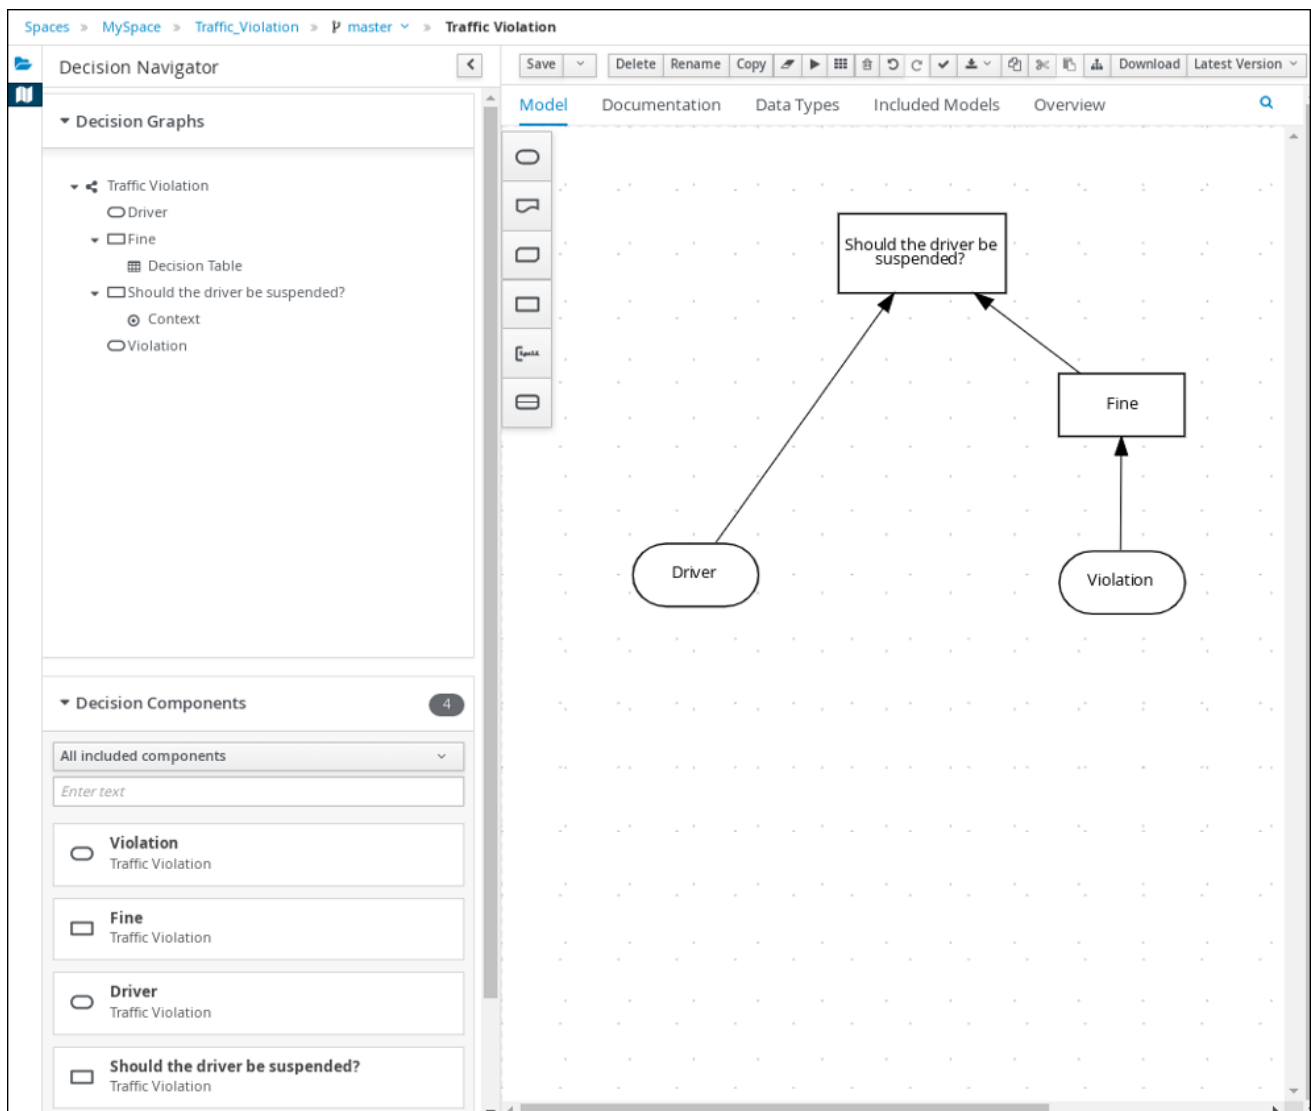 Spaces » MySpace » Traffic_Violation » master » Traffic Violation
Decision Navigator
Save Delete Rename Copy Download Latest Version
Model Documentation Data Types Included Models Overview
Decision Graphs
Traffic Violation
Driver
Fine
Decision Table
Should the driver be suspended?
Context
Violation
Should the driver be
suspended?
Fine
Driver
Violation
Decision Components 4
All included components
Enter text
Violation
Traffic Violation
Fine
Traffic Violation
Driver
Traffic Violation
Should the driver be suspended?
Traffic Violation